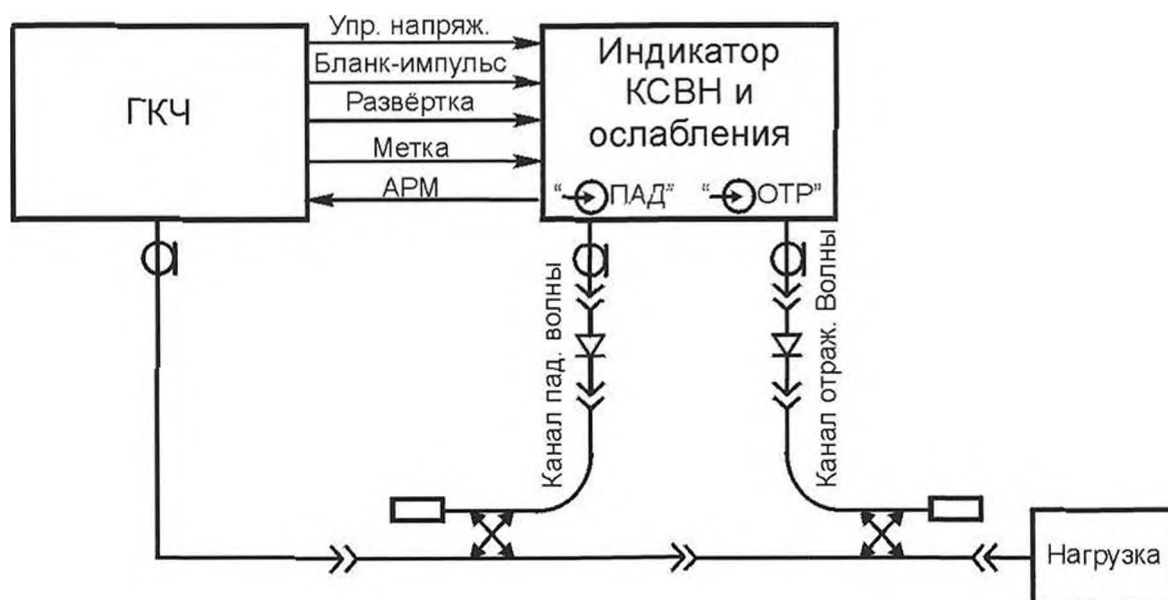 Упр. напряж.
Бланк-импульс
Развёртка
Метка
АРМ
ГКЧ
Индикатор
КСВН и
ослабления
“ ПАД” “ ОТР”
Канал пад. волны
Канал отраж. Волны
Нагрузка